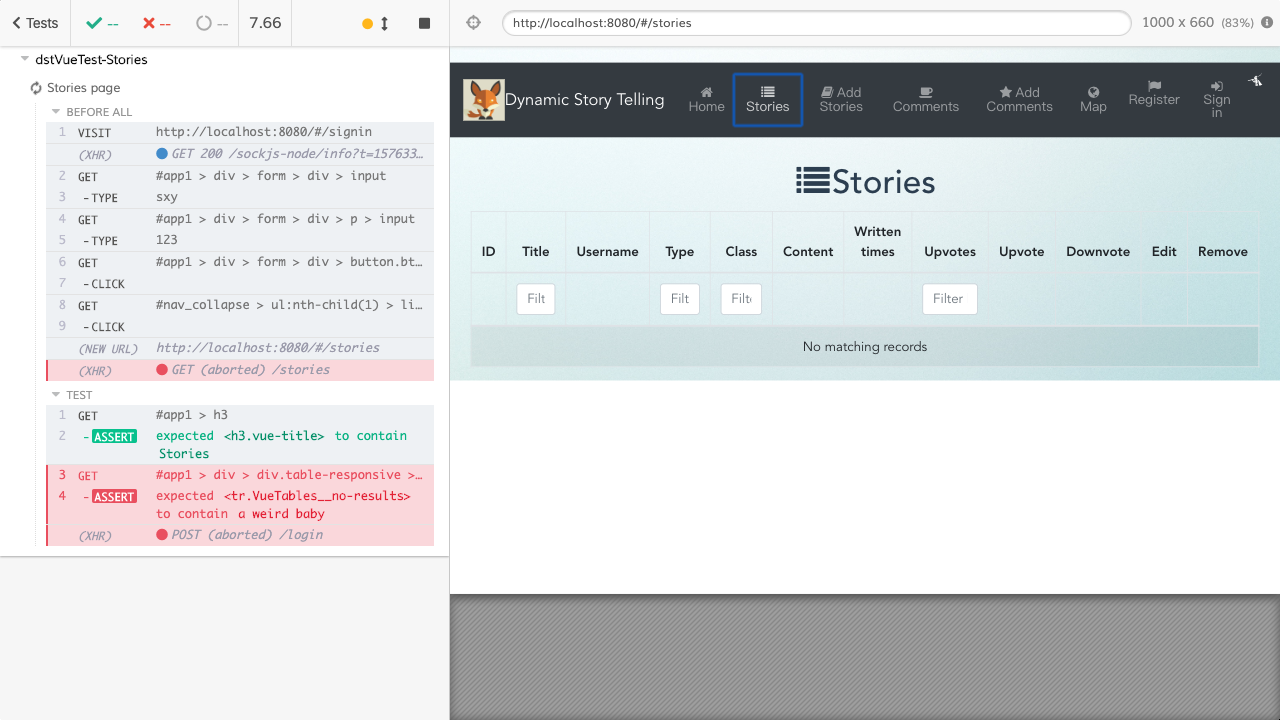 Tests
--
--
--
7.66
http://localhost:8080/#/stories
1000 x 660 (83%)
dstVueTest-Stories
Stories page
BEFORE ALL
1 VISIT http://localhost:8080/#/signin
(XHR) GET 200 /sockjs-node/info?t=157633…
2 GET #app1 > div > form > div > input
3 - TYPE sxy
4 GET #app1 > div > form > div > p > input
5 - TYPE 123
6 GET #app1 > div > form > div > button.bt…
7 - CLICK
8 GET #nav_collapse > ul:nth-child(1) > li…
9 - CLICK
(NEW URL) http://localhost:8080/#/stories
(XHR) GET (aborted) /stories
TEST
1 GET #app1 > h3
2 - ASSERT expected <h3.vue-title> to contain
Stories
3 GET #app1 > div > div.table-responsive >…
4 - ASSERT expected <tr.VueTables__no-results>
to contain a weird baby
(XHR) POST (aborted) /login
Dynamic Story Telling
Home
Stories
Add
Stories
Comments
Add
Comments
Map
Register
Sign
in
Stories
ID Title Username Type Class Content Written
times Upvotes Upvote Downvote Edit Remove
Filt Filt Filt Filter
No matching records